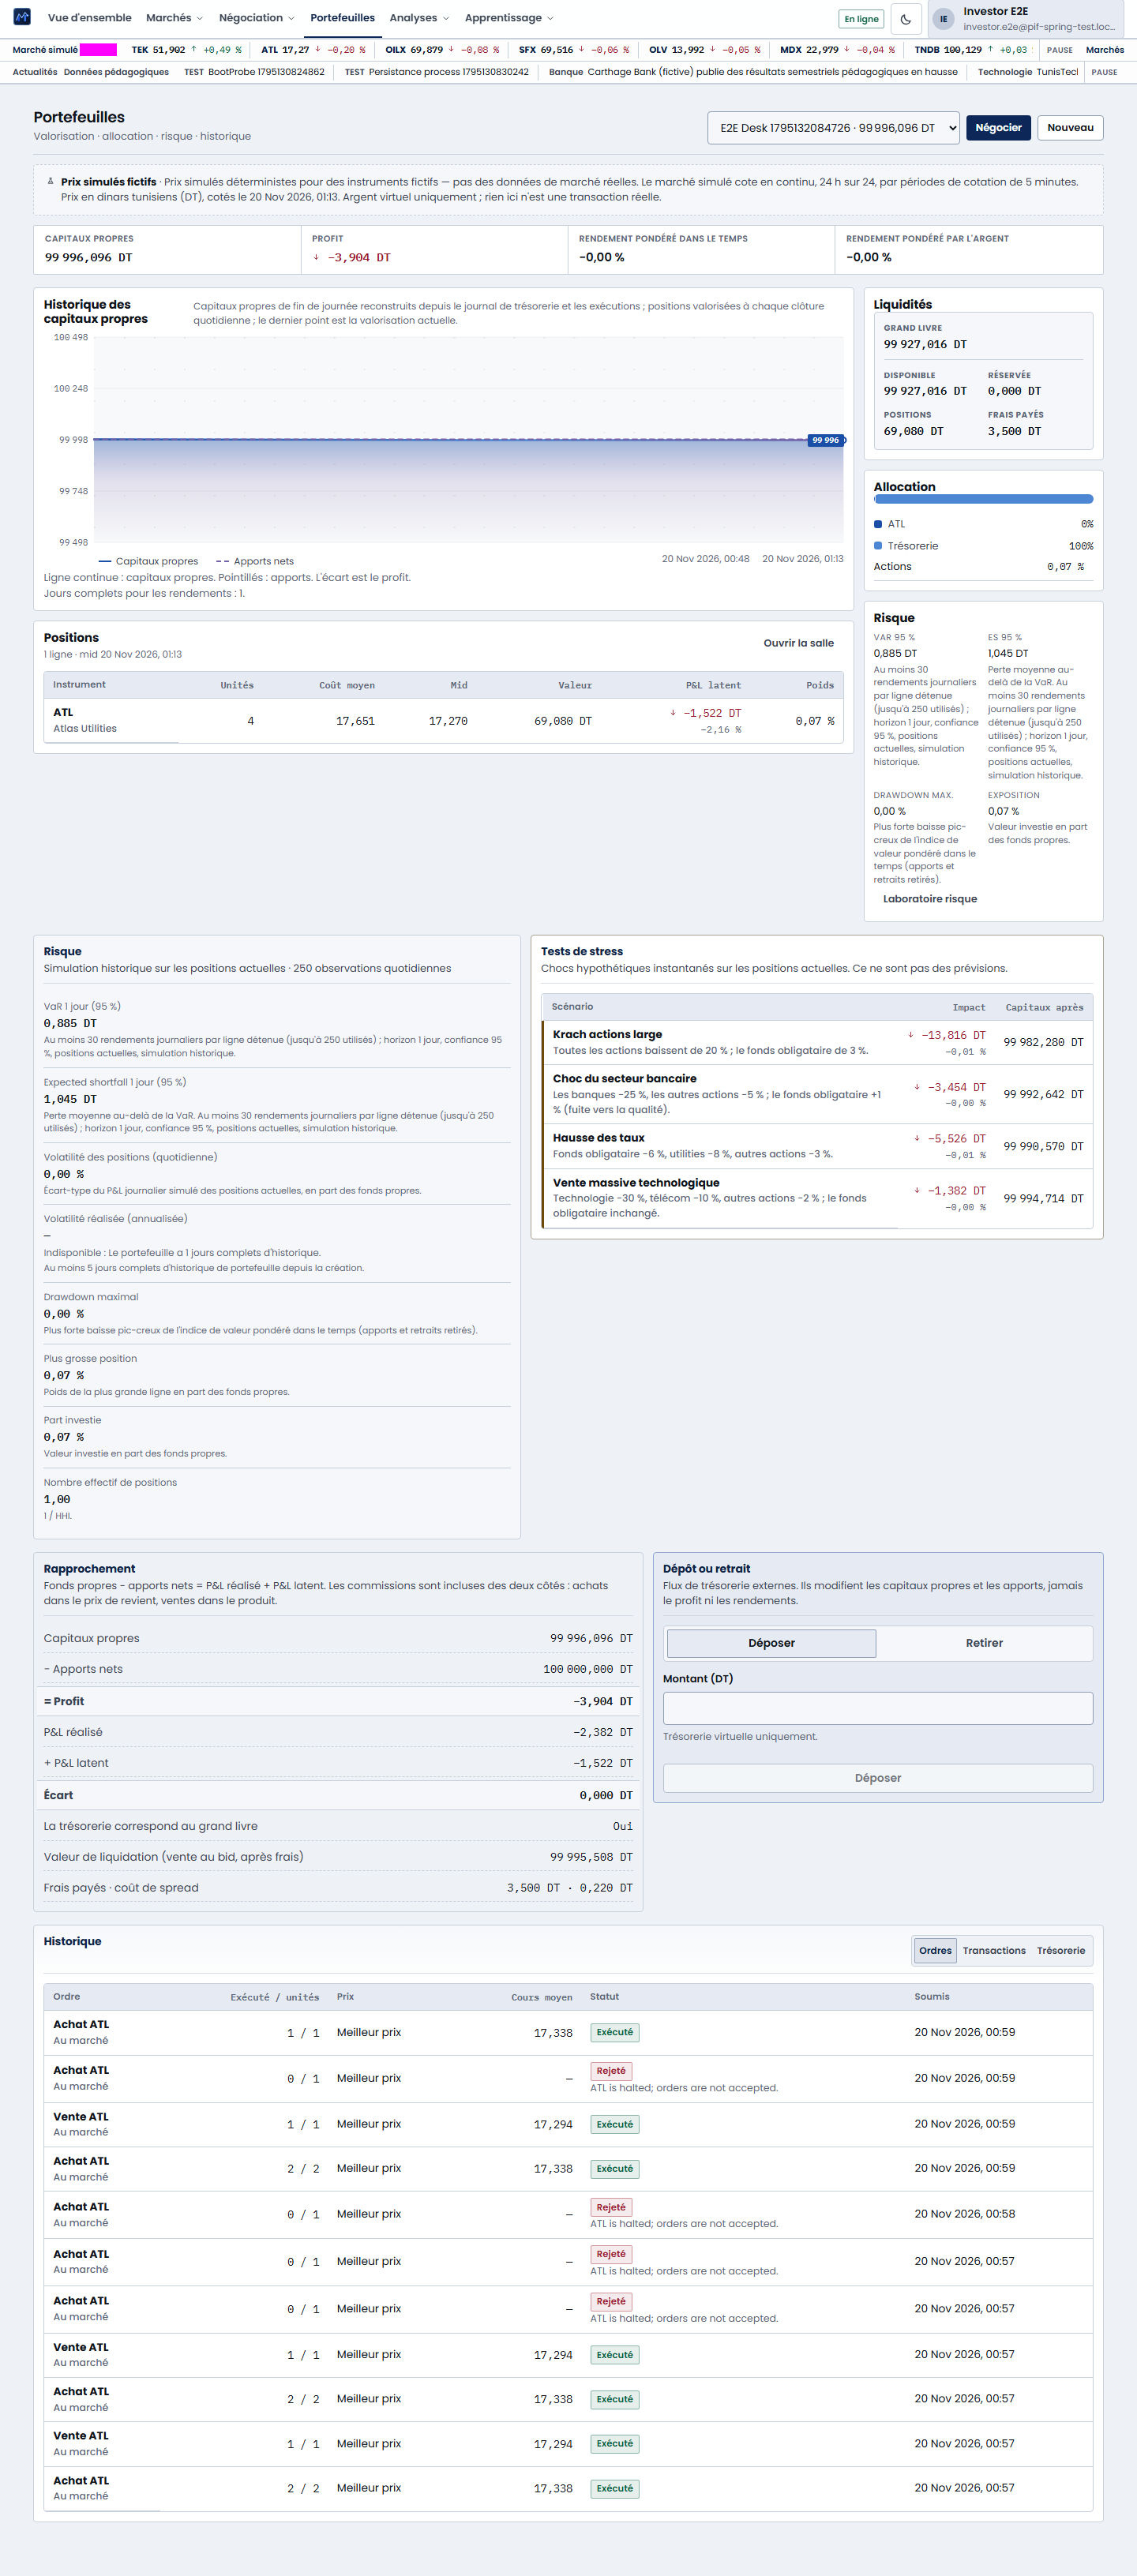 Vue d'ensemble Marchés Négociation Portefeuilles Analyses Apprentissage En ligne IE Investor E2E
investor.e2e@pif-spring-test.loc...
Marché simulé TEK 51,902 ↑ +0,49 % ATL 17,27 ↓ -0,20 % OILX 69,879 ↓ -0,08 % SFX 69,516 ↓ -0,06 % OLV 13,992 ↓ -0,05 % MDX 22,979 ↓ -0,04 % TNDB 100,129 ↑ +0,03 PAUSE Marchés
Actualités Données pédagogiques TEST BootProbe 1795130824862 TEST Persistance process 1795130830242 Banque Carthage Bank (fictive) publie des résultats semestriels pédagogiques en hausse Technologie TunisTecl PAUSE
Portefeuilles
Valorisation · allocation · risque · historique
E2E Desk 1795132084726 · 99 996,096 DT Négocier Nouveau
Prix simulés fictifs · Prix simulés déterministes pour des instruments fictifs — pas des données de marché réelles. Le marché simulé cote en continu, 24 h sur 24, par périodes de cotation de 5 minutes.
Prix en dinars tunisiens (DT), cotés le 20 Nov 2026, 01:13. Argent virtuel uniquement ; rien ici n'est une transaction réelle.
CAPITAUX PROPRES PROFIT RENDEMENT PONDÉRÉ DANS LE TEMPS RENDEMENT PONDÉRÉ PAR L'ARGENT
99 996,096 DT ↓ -3,904 DT -0,00 % -0,00 %
Historique des
capitaux propres
Capitaux propres de fin de journée reconstruits depuis le journal de trésorerie et les exécutions ; positions valorisées à chaque clôture
quotidienne ; le dernier point est la valorisation actuelle.
100 498
100 248
99 998
99 996
99 748
99 498
Capitaux propres Apports nets 20 Nov 2026, 00:48 20 Nov 2026, 01:13
Ligne continue : capitaux propres. Pointillés : apports. L'écart est le profit.
Jours complets pour les rendements : 1.
Liquidités
GRAND LIVRE
99 927,016 DT
DISPONIBLE RÉSERVÉE
99 927,016 DT 0,000 DT
POSITIONS FRAIS PAYÉS
69,080 DT 3,500 DT
Allocation
ATL 0%
Trésorerie 100%
Actions 0,07 %
Positions
1 ligne · mid 20 Nov 2026, 01:13
Ouvrir la salle
Instrument Unités Coût moyen Mid Valeur P&L latent Poids
ATL 4 17,651 17,270 69,080 DT ↓ -1,522 DT 0,07 %
Atlas Utilities -2,16 %
Risque
VAR 95 % ES 95 %
0,885 DT 1,045 DT
Au moins 30
rendements journaliers
par ligne détenue
(jusqu'à 250 utilisés) ;
horizon 1 jour, confiance
95 %, positions
actuelles, simulation
historique.
Perte moyenne au-
delà de la VaR. Au
moins 30 rendements
journaliers par ligne
détenue (jusqu'à 250
utilisés) ; horizon 1
jour, confiance 95 %,
positions actuelles,
simulation historique.
DRAWDOWN MAX. EXPOSITION
0,00 % 0,07 %
Plus forte baisse pic-
creux de l'indice de
valeur pondéré dans le
temps (apports et
retraits retirés).
Valeur investie en part
des fonds propres.
Laboratoire risque
Risque
Simulation historique sur les positions actuelles · 250 observations quotidiennes
VaR 1 jour (95 %)
0,885 DT
Au moins 30 rendements journaliers par ligne détenue (jusqu'à 250 utilisés) ; horizon 1 jour, confiance 95
%, positions actuelles, simulation historique.
Expected shortfall 1 jour (95 %)
1,045 DT
Perte moyenne au-delà de la VaR. Au moins 30 rendements journaliers par ligne détenue (jusqu'à 250
utilisés) ; horizon 1 jour, confiance 95 %, positions actuelles, simulation historique.
Volatilité des positions (quotidienne)
0,00 %
Écart-type du P&L journalier simulé des positions actuelles, en part des fonds propres.
Volatilité réalisée (annualisée)
—
Indisponible : Le portefeuille a 1 jours complets d'historique.
Au moins 5 jours complets d'historique de portefeuille depuis la création.
Drawdown maximal
0,00 %
Plus forte baisse pic-creux de l'indice de valeur pondéré dans le temps (apports et retraits retirés).
Plus grosse position
0,07 %
Poids de la plus grande ligne en part des fonds propres.
Part investie
0,07 %
Valeur investie en part des fonds propres.
Nombre effectif de positions
1,00
1 / HHI.
Tests de stress
Chocs hypothétiques instantanés sur les positions actuelles. Ce ne sont pas des prévisions.
Scénario Impact Capitaux après
Krach actions large ↓ -13,816 DT 99 982,280 DT
Toutes les actions baissent de 20 % ; le fonds obligataire de 3 %. -0,01 %
Choc du secteur bancaire ↓ -3,454 DT 99 992,642 DT
Les banques -25 %, les autres actions -5 % ; le fonds obligataire +1 -0,00 %
% (fuite vers la qualité).
Hausse des taux ↓ -5,526 DT 99 990,570 DT
Fonds obligataire -6 %, utilities -8 %, autres actions -3 %. -0,01 %
Vente massive technologique ↓ -1,382 DT 99 994,714 DT
Technologie -30 %, télécom -10 %, autres actions -2 % ; le fonds -0,00 %
obligataire inchangé.
Rapprochement
Fonds propres - apports nets = P&L réalisé + P&L latent. Les commissions sont incluses des deux côtés : achats
dans le prix de revient, ventes dans le produit.
Capitaux propres 99 996,096 DT
- Apports nets 100 000,000 DT
= Profit -3,904 DT
P&L réalisé -2,382 DT
+ P&L latent -1,522 DT
Écart 0,000 DT
La trésorerie correspond au grand livre Oui
Valeur de liquidation (vente au bid, après frais) 99 995,508 DT
Frais payés · coût de spread 3,500 DT · 0,220 DT
Dépôt ou retrait
Flux de trésorerie externes. Ils modifient les capitaux propres et les apports, jamais
le profit ni les rendements.
Déposer Retirer
Montant (DT)
Trésorerie virtuelle uniquement.
Déposer
Historique
Ordres Transactions Trésorerie
Ordre Exécuté / unités Prix Cours moyen Statut Soumis
Achat ATL 1 / 1 Meilleur prix 17,338 Exécuté 20 Nov 2026, 00:59
Au marché
Achat ATL 0 / 1 Meilleur prix — Rejeté 20 Nov 2026, 00:59
Au marché ATL is halted; orders are not accepted.
Vente ATL 1 / 1 Meilleur prix 17,294 Exécuté 20 Nov 2026, 00:59
Au marché
Achat ATL 2 / 2 Meilleur prix 17,338 Exécuté 20 Nov 2026, 00:59
Au marché
Achat ATL 0 / 1 Meilleur prix — Rejeté 20 Nov 2026, 00:58
Au marché ATL is halted; orders are not accepted.
Achat ATL 0 / 1 Meilleur prix — Rejeté 20 Nov 2026, 00:57
Au marché ATL is halted; orders are not accepted.
Achat ATL 0 / 1 Meilleur prix — Rejeté 20 Nov 2026, 00:57
Au marché ATL is halted; orders are not accepted.
Vente ATL 1 / 1 Meilleur prix 17,294 Exécuté 20 Nov 2026, 00:57
Au marché
Achat ATL 2 / 2 Meilleur prix 17,338 Exécuté 20 Nov 2026, 00:57
Au marché
Vente ATL 1 / 1 Meilleur prix 17,294 Exécuté 20 Nov 2026, 00:57
Au marché
Achat ATL 2 / 2 Meilleur prix 17,338 Exécuté 20 Nov 2026, 00:57
Au marché